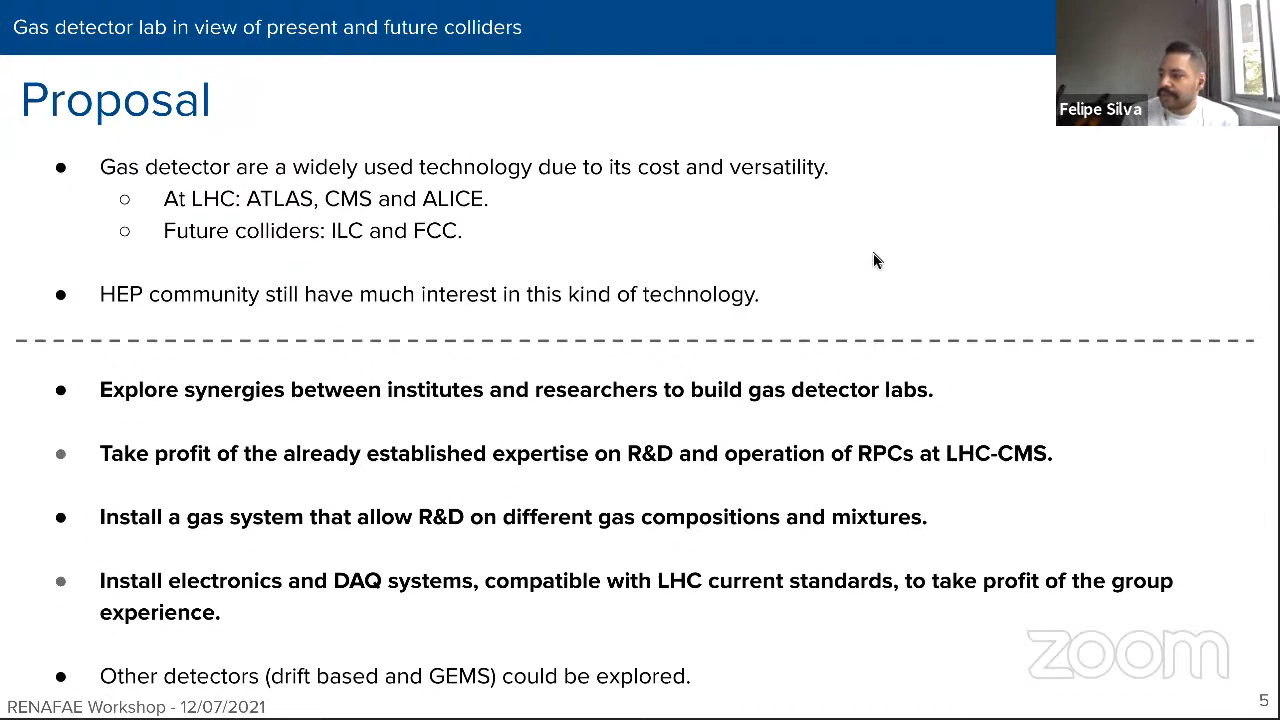 Gas detector lab in view of present and future colliders
Felipe Silva
Proposal
● Gas detector are a widely used technology due to its cost and versatility.
○ At LHC: ATLAS, CMS and ALICE.
○ Future colliders: ILC and FCC.
● HEP community still have much interest in this kind of technology.
● Explore synergies between institutes and researchers to build gas detector labs.
● Take profit of the already established expertise on R&D and operation of RPCs at LHC-CMS.
● Install a gas system that allow R&D on different gas compositions and mixtures.
● Install electronics and DAQ systems, compatible with LHC current standards, to take profit of the group
experience.
● Other detectors (drift based and GEMS) could be explored.
zoom
RENAFAE Workshop - 12/07/2021
5